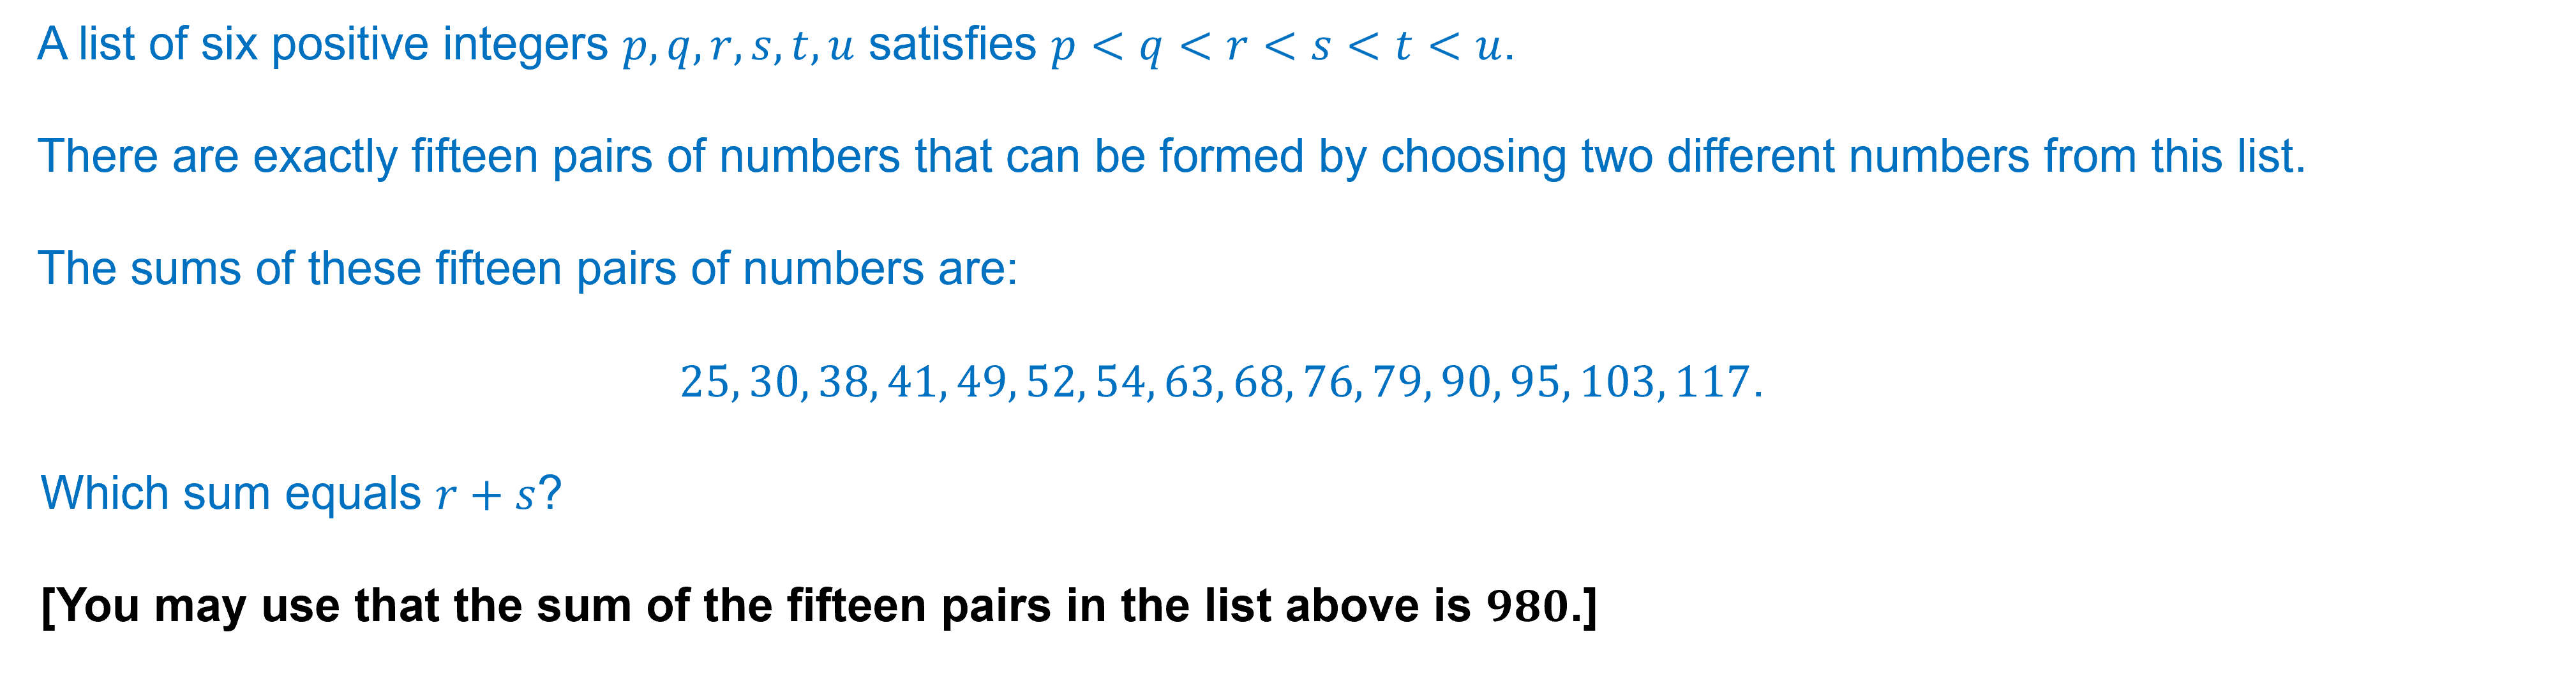 A list of six positive integers p, q, r, s, t, u satisfies p < q < r < s < t < u.
There are exactly fifteen pairs of numbers that can be formed by choosing two different numbers from this list.
The sums of these fifteen pairs of numbers are:
25, 30, 38, 41, 49, 52, 54, 63, 68, 76, 79, 90, 95, 103, 117.
Which sum equals r + s?
[You may use that the sum of the fifteen pairs in the list above is 980.]